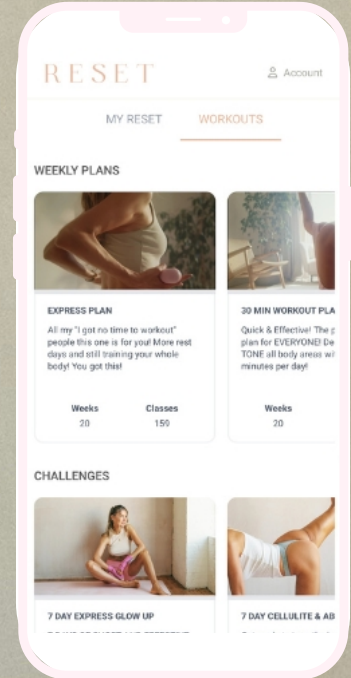 RESET
Account
MY RESET WORKOUTS
WEEKLY PLANS
EXPRESS PLAN
All my "I got no time to workout"
people this one is for you! More rest
days and still training your whole
body! You got this!
Weeks Classes
20 159
30 MIN WORKOUT PLA
Quick & Effective! The p
plan for EVERYONE! De
TONE all body areas wi
minutes per day!
Weeks
20
CHALLENGES
7 DAY EXPRESS GLOW UP
7 DAY CELLULITE & AB